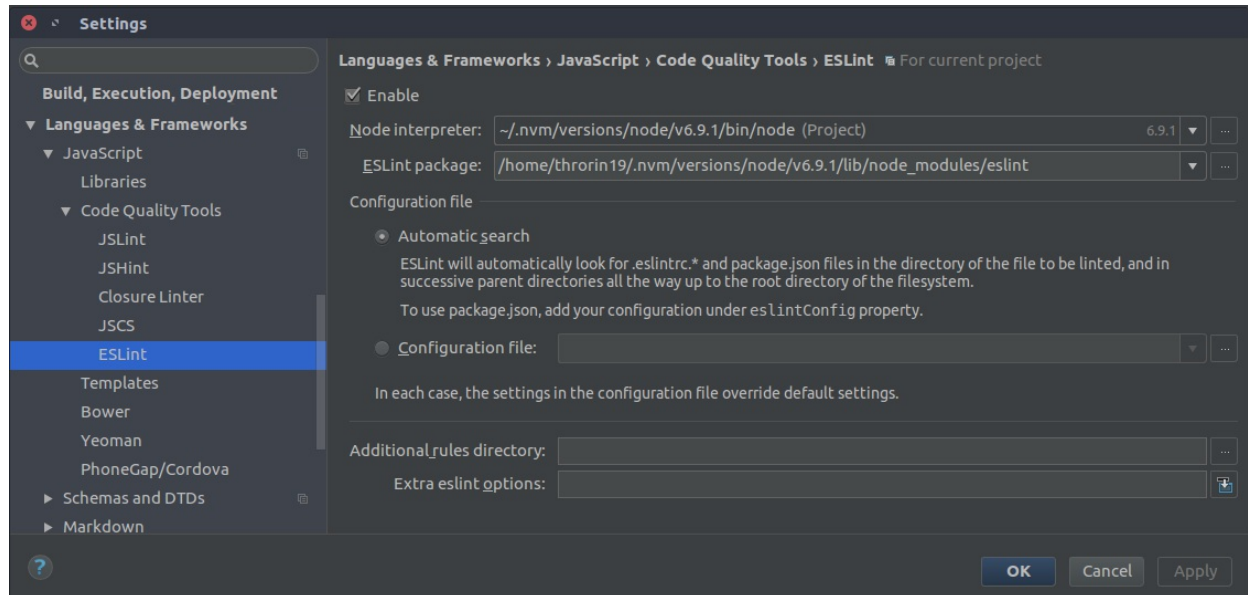 Settings
Build, Execution, Deployment
Languages & Frameworks
JavaScript
Libraries
Code Quality Tools
JSLint
JSHint
Closure Linter
JSCS
ESLint
Templates
Bower
Yeoman
PhoneGap/Cordova
Schemas and DTDs
Markdown
Languages & Frameworks › JavaScript › Code Quality Tools › ESLint For current project
Enable
Node interpreter: ~/.nvm/versions/node/v6.9.1/bin/node (Project) 6.9.1 ...
ESLint package: /home/throrin19/.nvm/versions/node/v6.9.1/lib/node_modules/eslint ...
Configuration file
Automatic search
ESLint will automatically look for .eslintrc.* and package.json files in the directory of the file to be linted, and in
successive parent directories all the way up to the root directory of the filesystem.
To use package.json, add your configuration under eslintConfig property.
Configuration file: ...
In each case, the settings in the configuration file override default settings.
Additional rules directory: ...
Extra eslint options:
? OK Cancel Apply